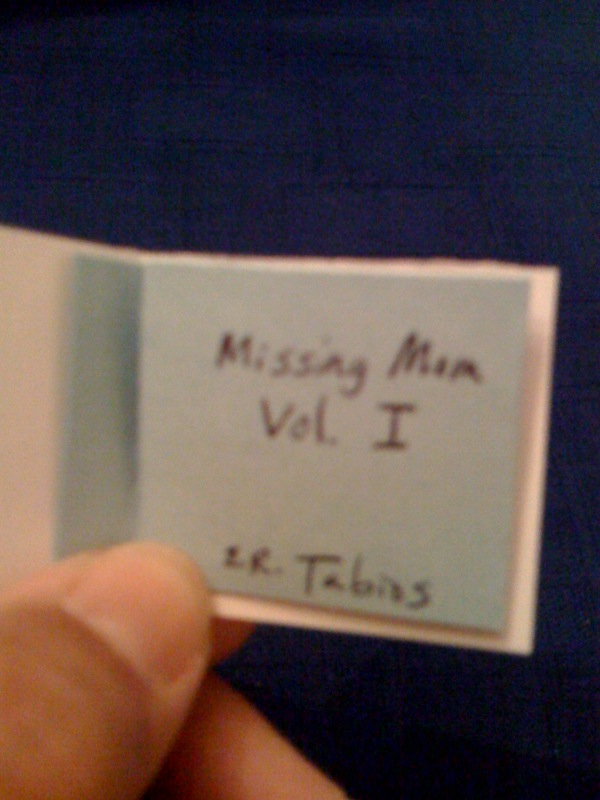 Missing Mom
Vol. I
E.R. Tabios